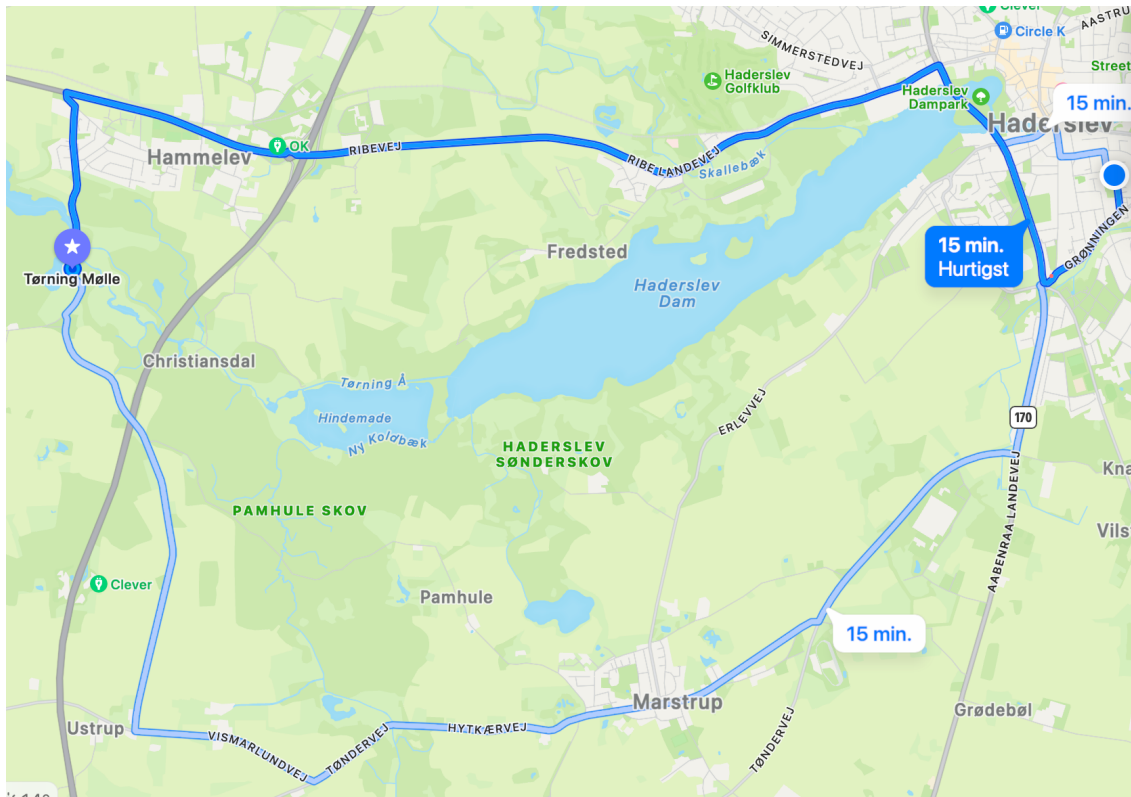 Clever
AASTRU
Circle K
SIMMERSTEDVEJ
Street
Haderslev
Golfklub
Haderslev
Dampark
15 min.
Haderslev
OK
Hammelev
RIBEVEJ
RIBE LANDEVEJ
Skallebæk
GRØNNINGEN
15 min.
Hurtigst
Fredsted
Tørning Mølle
Haderslev
Dam
Christiansdal
Tørning Å
Hindemade
Ny Koldbæk
ERLEVVEJ
170
HADERSLEV
SØNDERSKOV
Kna
PAMHULE SKOV
AABENRAA LANDEVEJ
Vils
Clever
Pamhule
15 min.
Marstrup
Grødebøl
Ustrup
VISMARLUNDVEJ
TØNDERVEJ
HYTKÆRVEJ
TØNDERVEJ